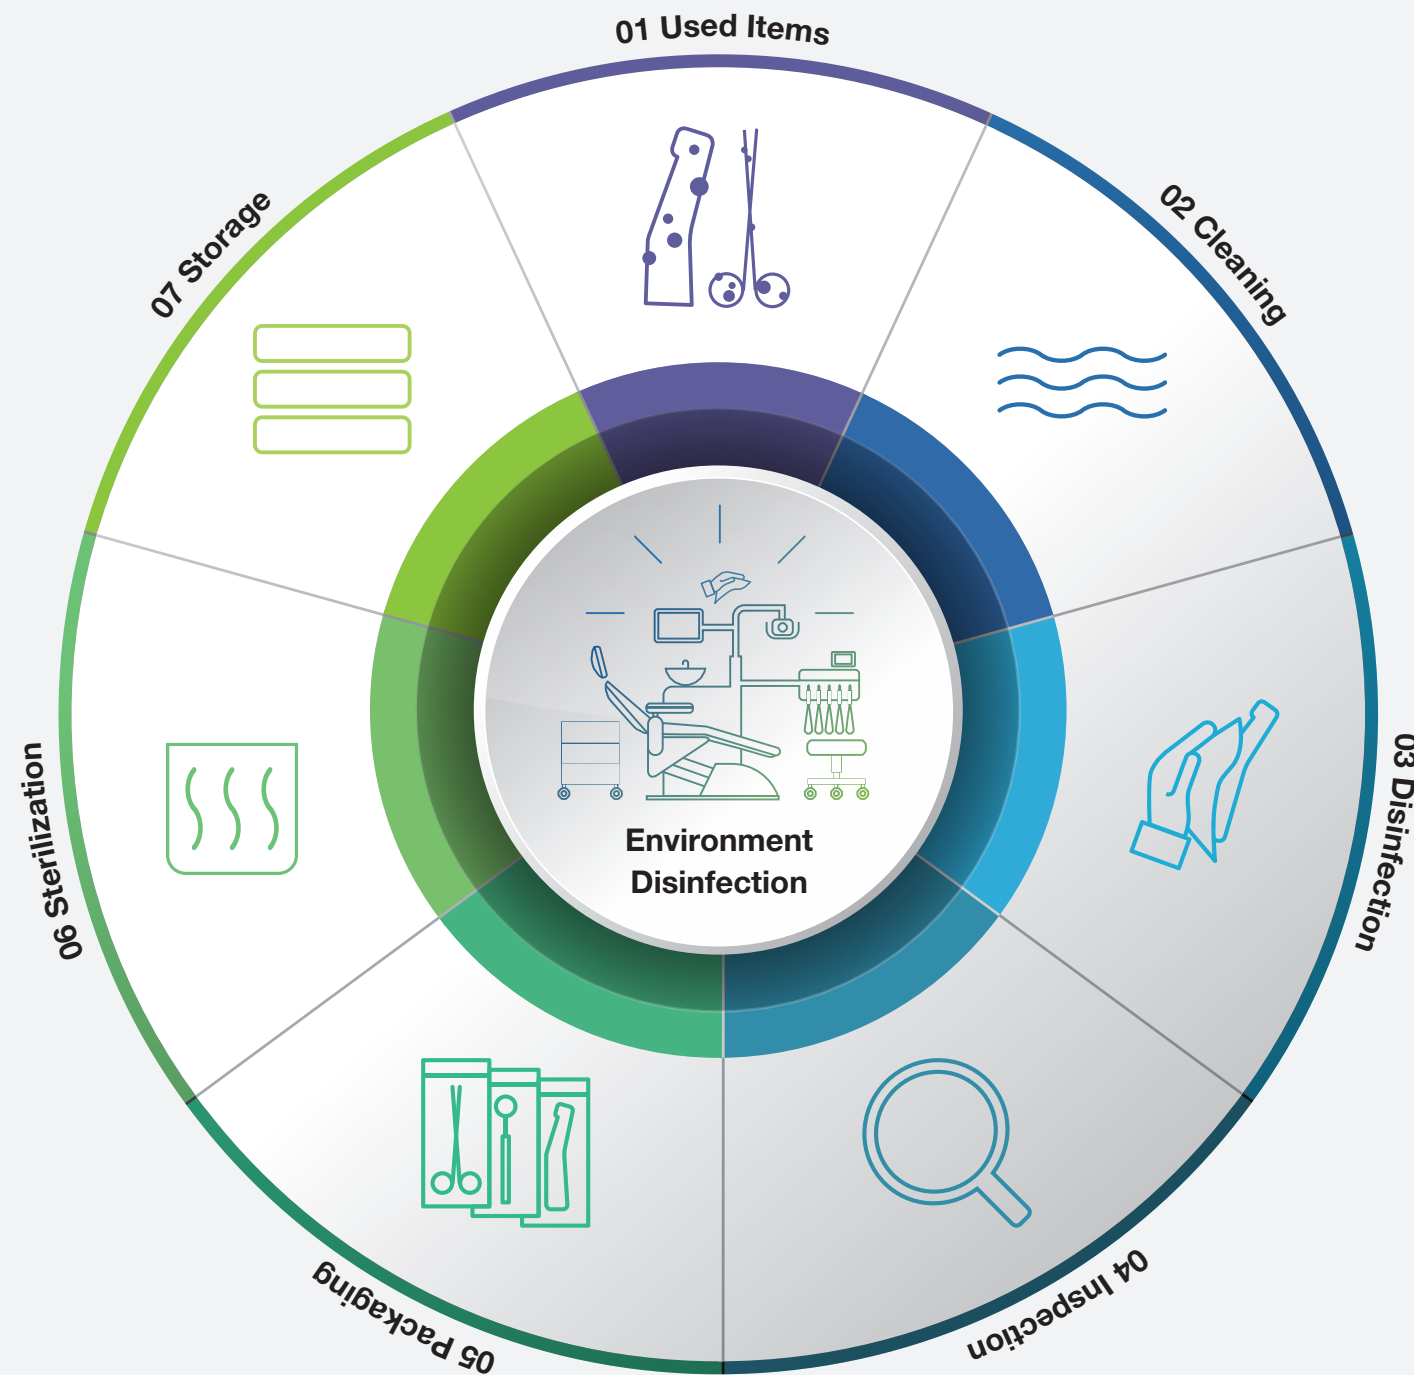 01 Used Items
02 Cleaning
03 Disinfection
04 Inspection
05 Packaging
06 Sterilization
07 Storage
Environment
Disinfection